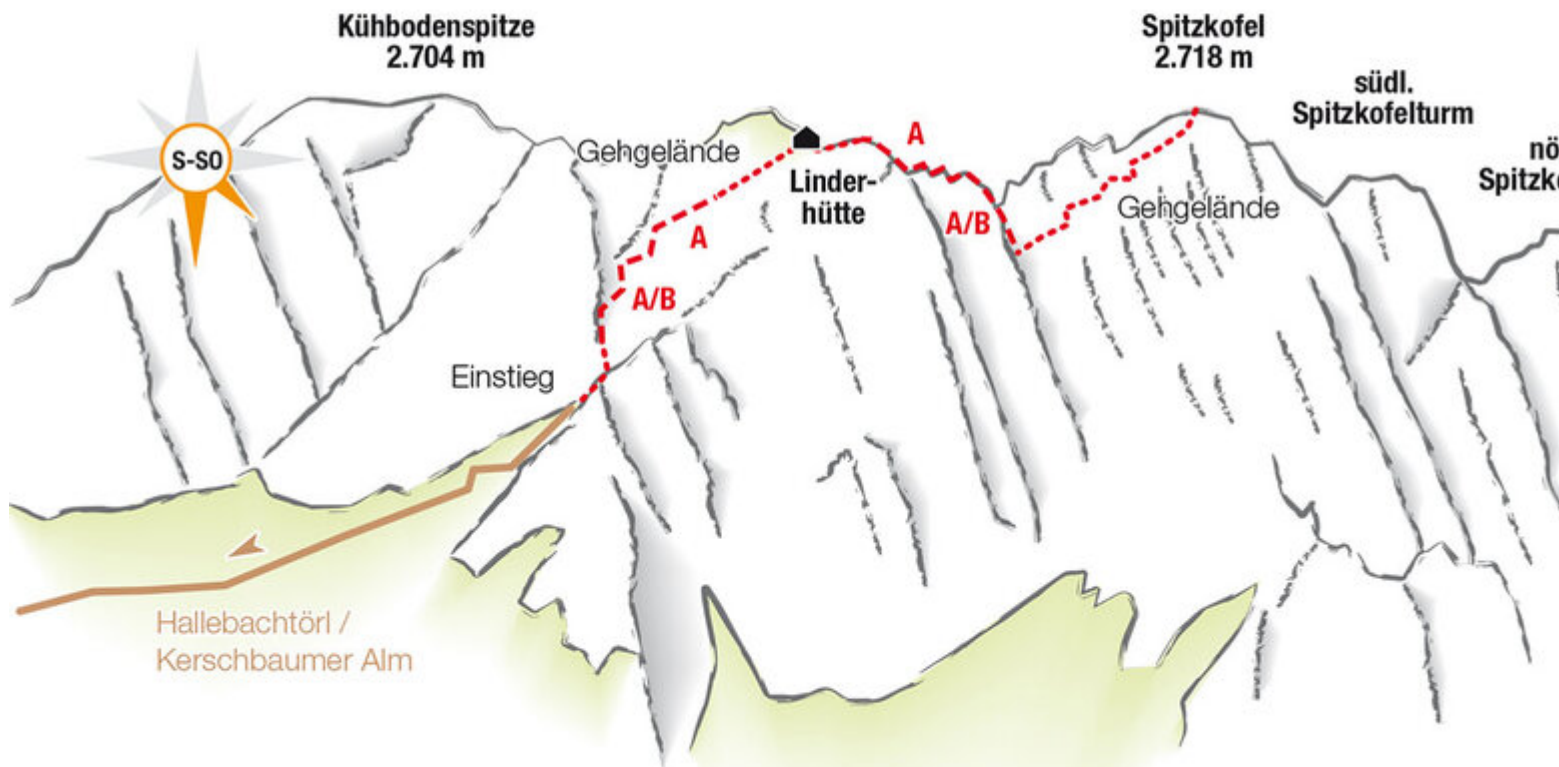 Kühbodenspitze
2.704 m
Spitzkofel
2.718 m
südl.
Spitzkofelturm
S-SO
Gehgelände
A
Linder-
hütte
A
A/B
Gehgelände
A/B
Einstieg
Hallebachtörl /
Kerschbaumer Alm